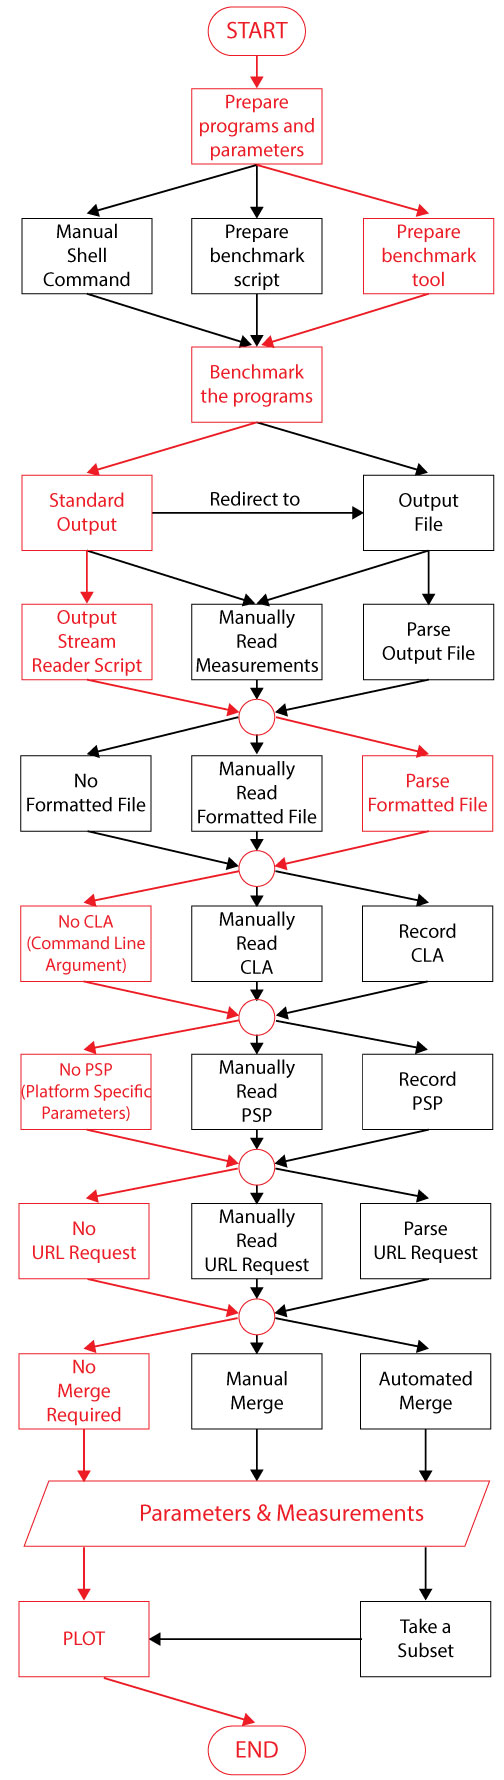 START
Prepare
programs and
parameters
Manual
Shell
Command
Prepare
benchmark
script
Prepare
benchmark
tool
Benchmark
the programs
Standard
Output
Redirect to
Output
File
Output
Stream
Reader Script
Manually
Read
Measurements
Parse
Output File
No
Formatted File
Manually
Read
Formatted File
Parse
Formatted File
No CLA
(Command Line
Argument)
Manually
Read
CLA
Record
CLA
No PSP
(Platform Specific
Parameters)
Manually
Read
PSP
Record
PSP
No
URL Request
Manually
Read
URL Request
Parse
URL Request
No
Merge
Required
Manual
Merge
Automated
Merge
Parameters & Measurements
PLOT
Take a
Subset
END